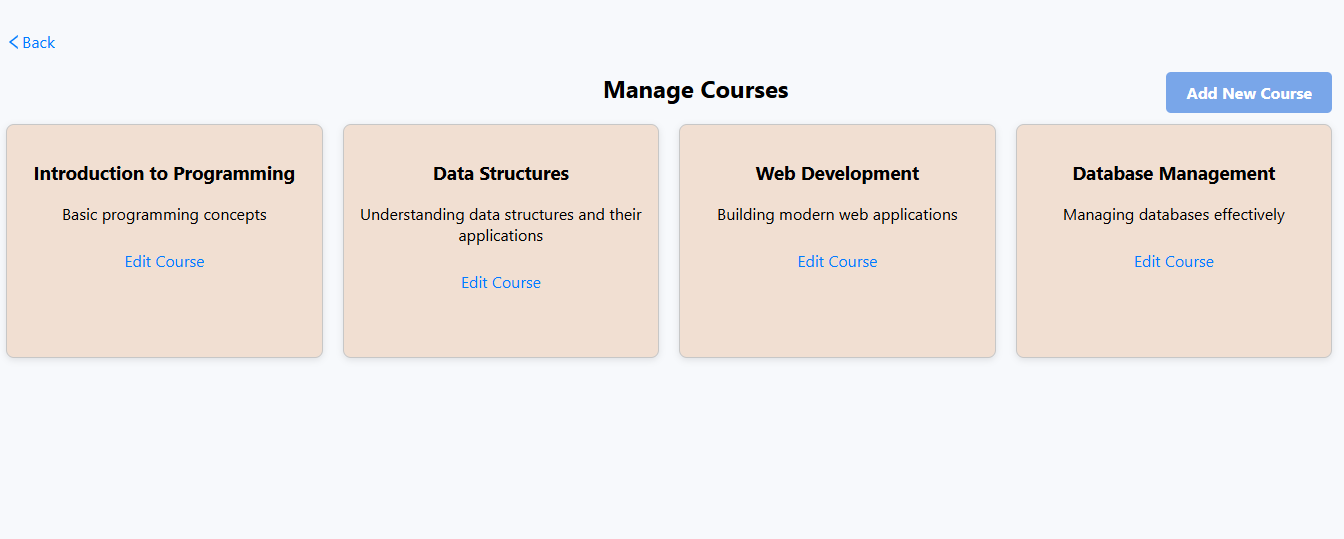 Back
Manage Courses
Add New Course
Introduction to Programming
Basic programming concepts
Edit Course
Data Structures
Understanding data structures and their
applications
Edit Course
Web Development
Building modern web applications
Edit Course
Database Management
Managing databases effectively
Edit Course